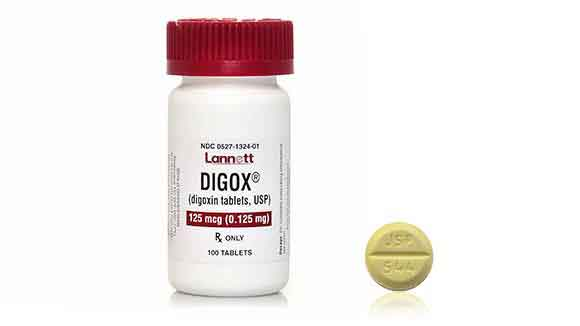 NDC 0527-1324-01
Lannett
DIGOX®
(digoxin tablets, USP)
125 mcg (0.125 mg)
Rx ONLY
100 TABLETS
JSP
544